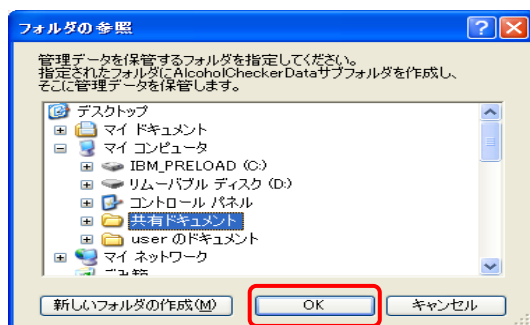 フォルダの参照
管理データを保管するフォルダを指定してください。
指定されたフォルダにAlcoholCheckerDataサブフォルダを作成し、
そこに管理データを保管します。
デスクトップ
マイ ドキュメント
マイ コンピュータ
IBM_PRELOAD (C:)
リムーバブル ディスク (D:)
コントロール パネル
共有ドキュメント
user のドキュメント
マイ ネットワーク
ごみ箱
新しいフォルダの作成(M) OK キャンセル